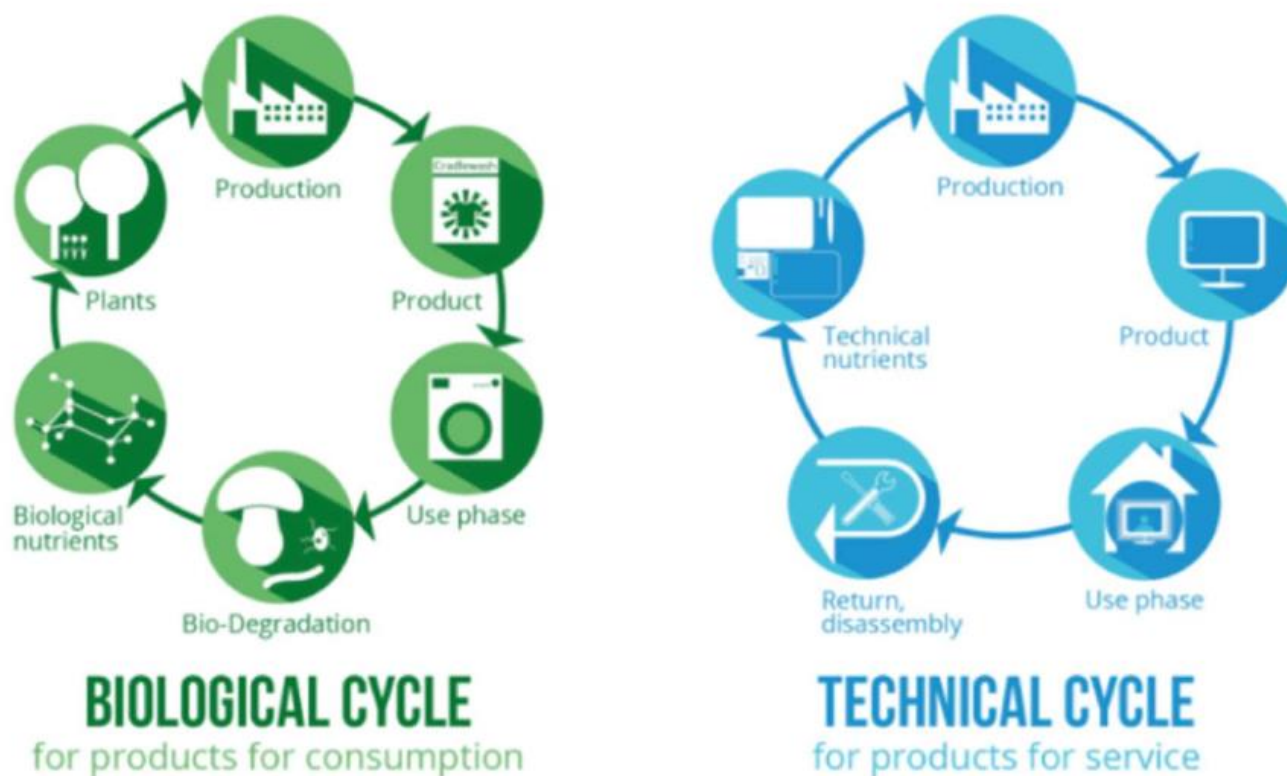 Production
Cradlewash
Product
Use phase
Bio-Degradation
Biological
nutrients
Plants
BIOLOGICAL CYCLE
for products for consumption
Production
Product
Use phase
Return,
disassembly
Technical
nutrients
TECHNICAL CYCLE
for products for service